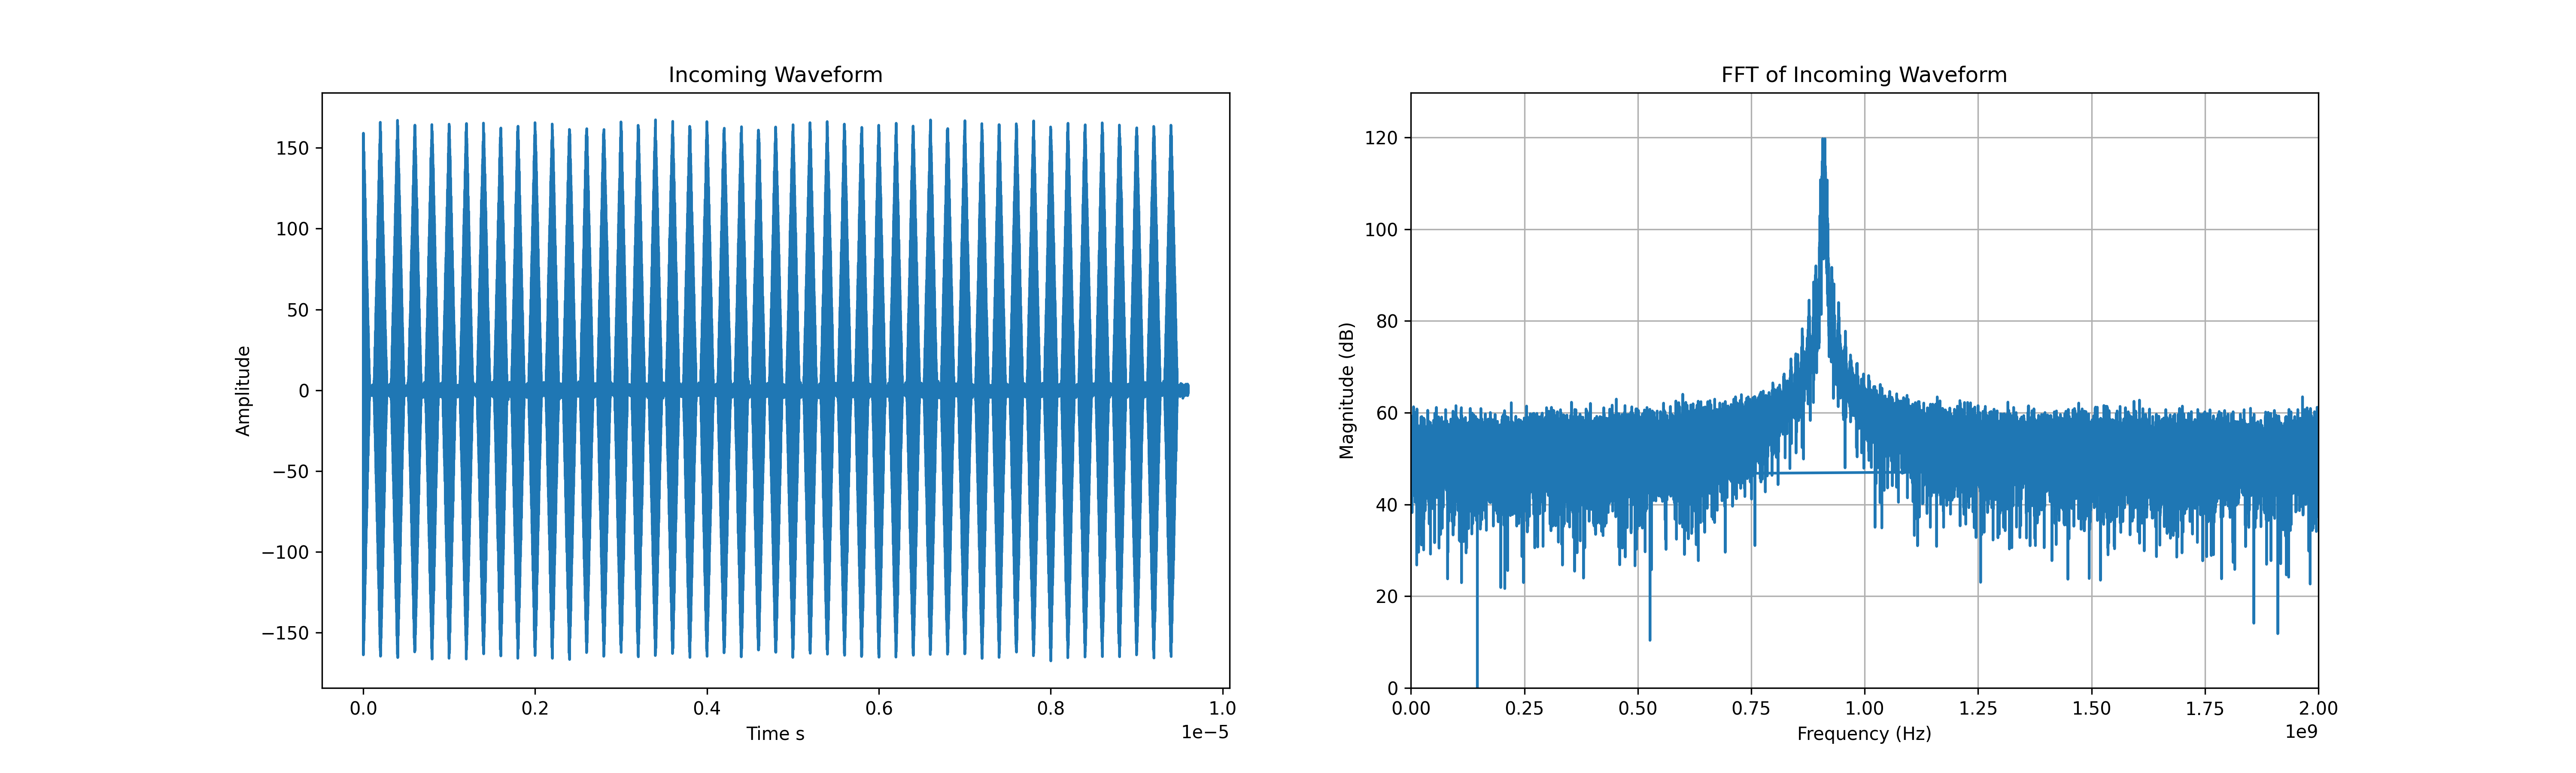 Incoming Waveform
150
100
50
0
−50
−100
−150
Amplitude
0.0 0.2 0.4 0.6 0.8 1.0
1e−5
Time s
FFT of Incoming Waveform
120
100
80
60
40
20
0
Magnitude (dB)
0.00 0.25 0.50 0.75 1.00 1.25 1.50 1.75 2.00
1e9
Frequency (Hz)